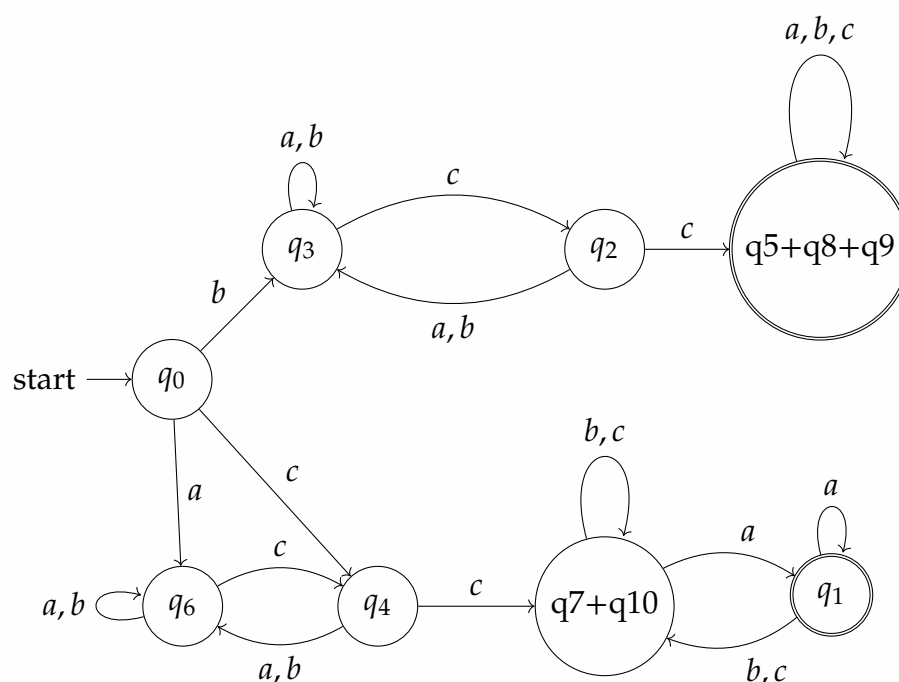 a, b, c
a, b
c
q3
q2
c
q5+q8+q9
b
a, b
start
q0
b, c
a
c
a
c
a
a, b
q6
q4
c
q7+q10
q1
a, b
b, c